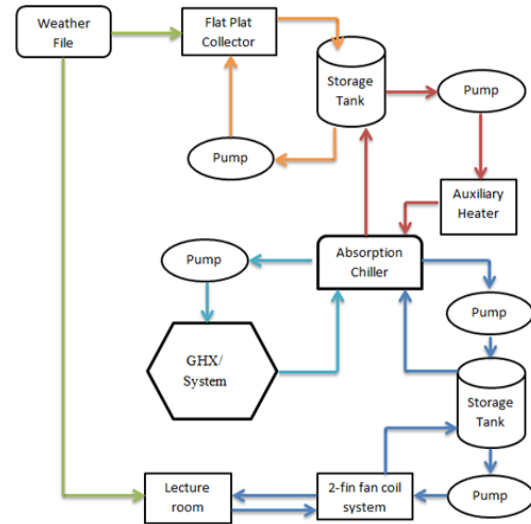 Weather
File
Flat Plat
Collector
Storage
Tank
Pump
Pump
Auxiliary
Heater
Pump
Absorption
Chiller
Pump
GHX/
System
Storage
Tank
Lecture
room
2-fin fan coil
system
Pump